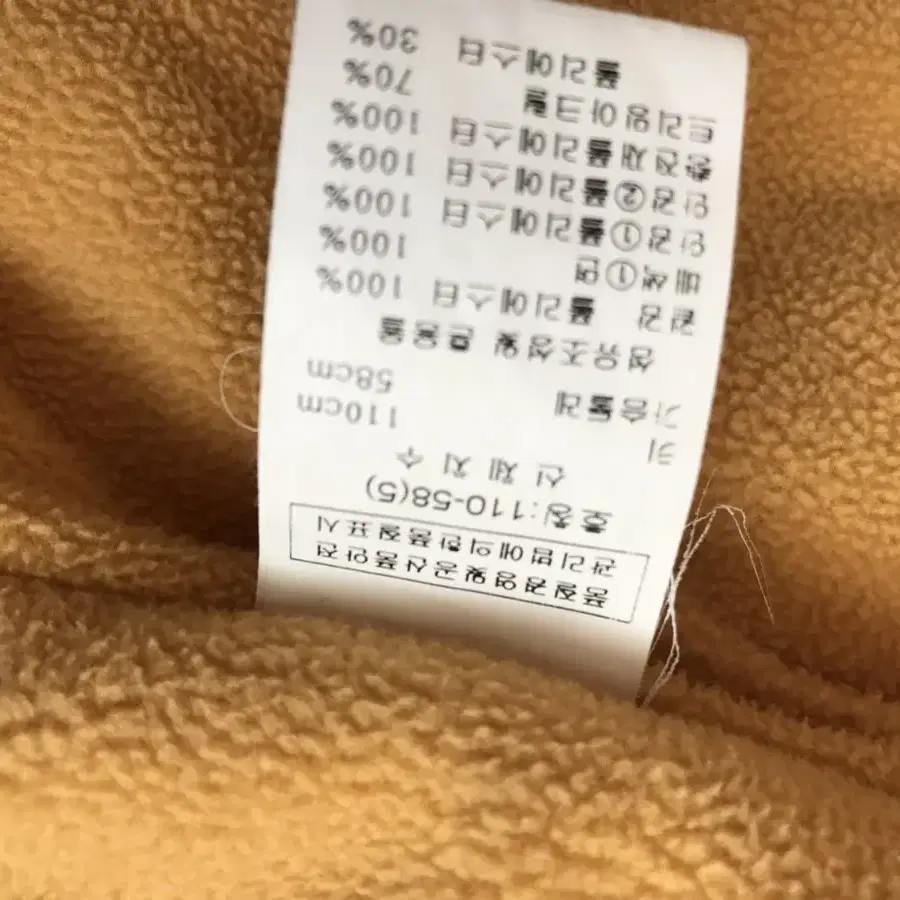 품질경영및공산품안전
관리법에의한품질표시
호칭:110-58(5)
신 체 치 수
키 110cm
가슴둘레 58cm
섬유조성및 혼용율
겉감 폴리에스터 100%
배색①면 100%
안감①폴리에스터 100%
안감②폴리에스터 100%
충전재폴리에스터 100%
트리밍아크릴 70%
폴리에스터 30%